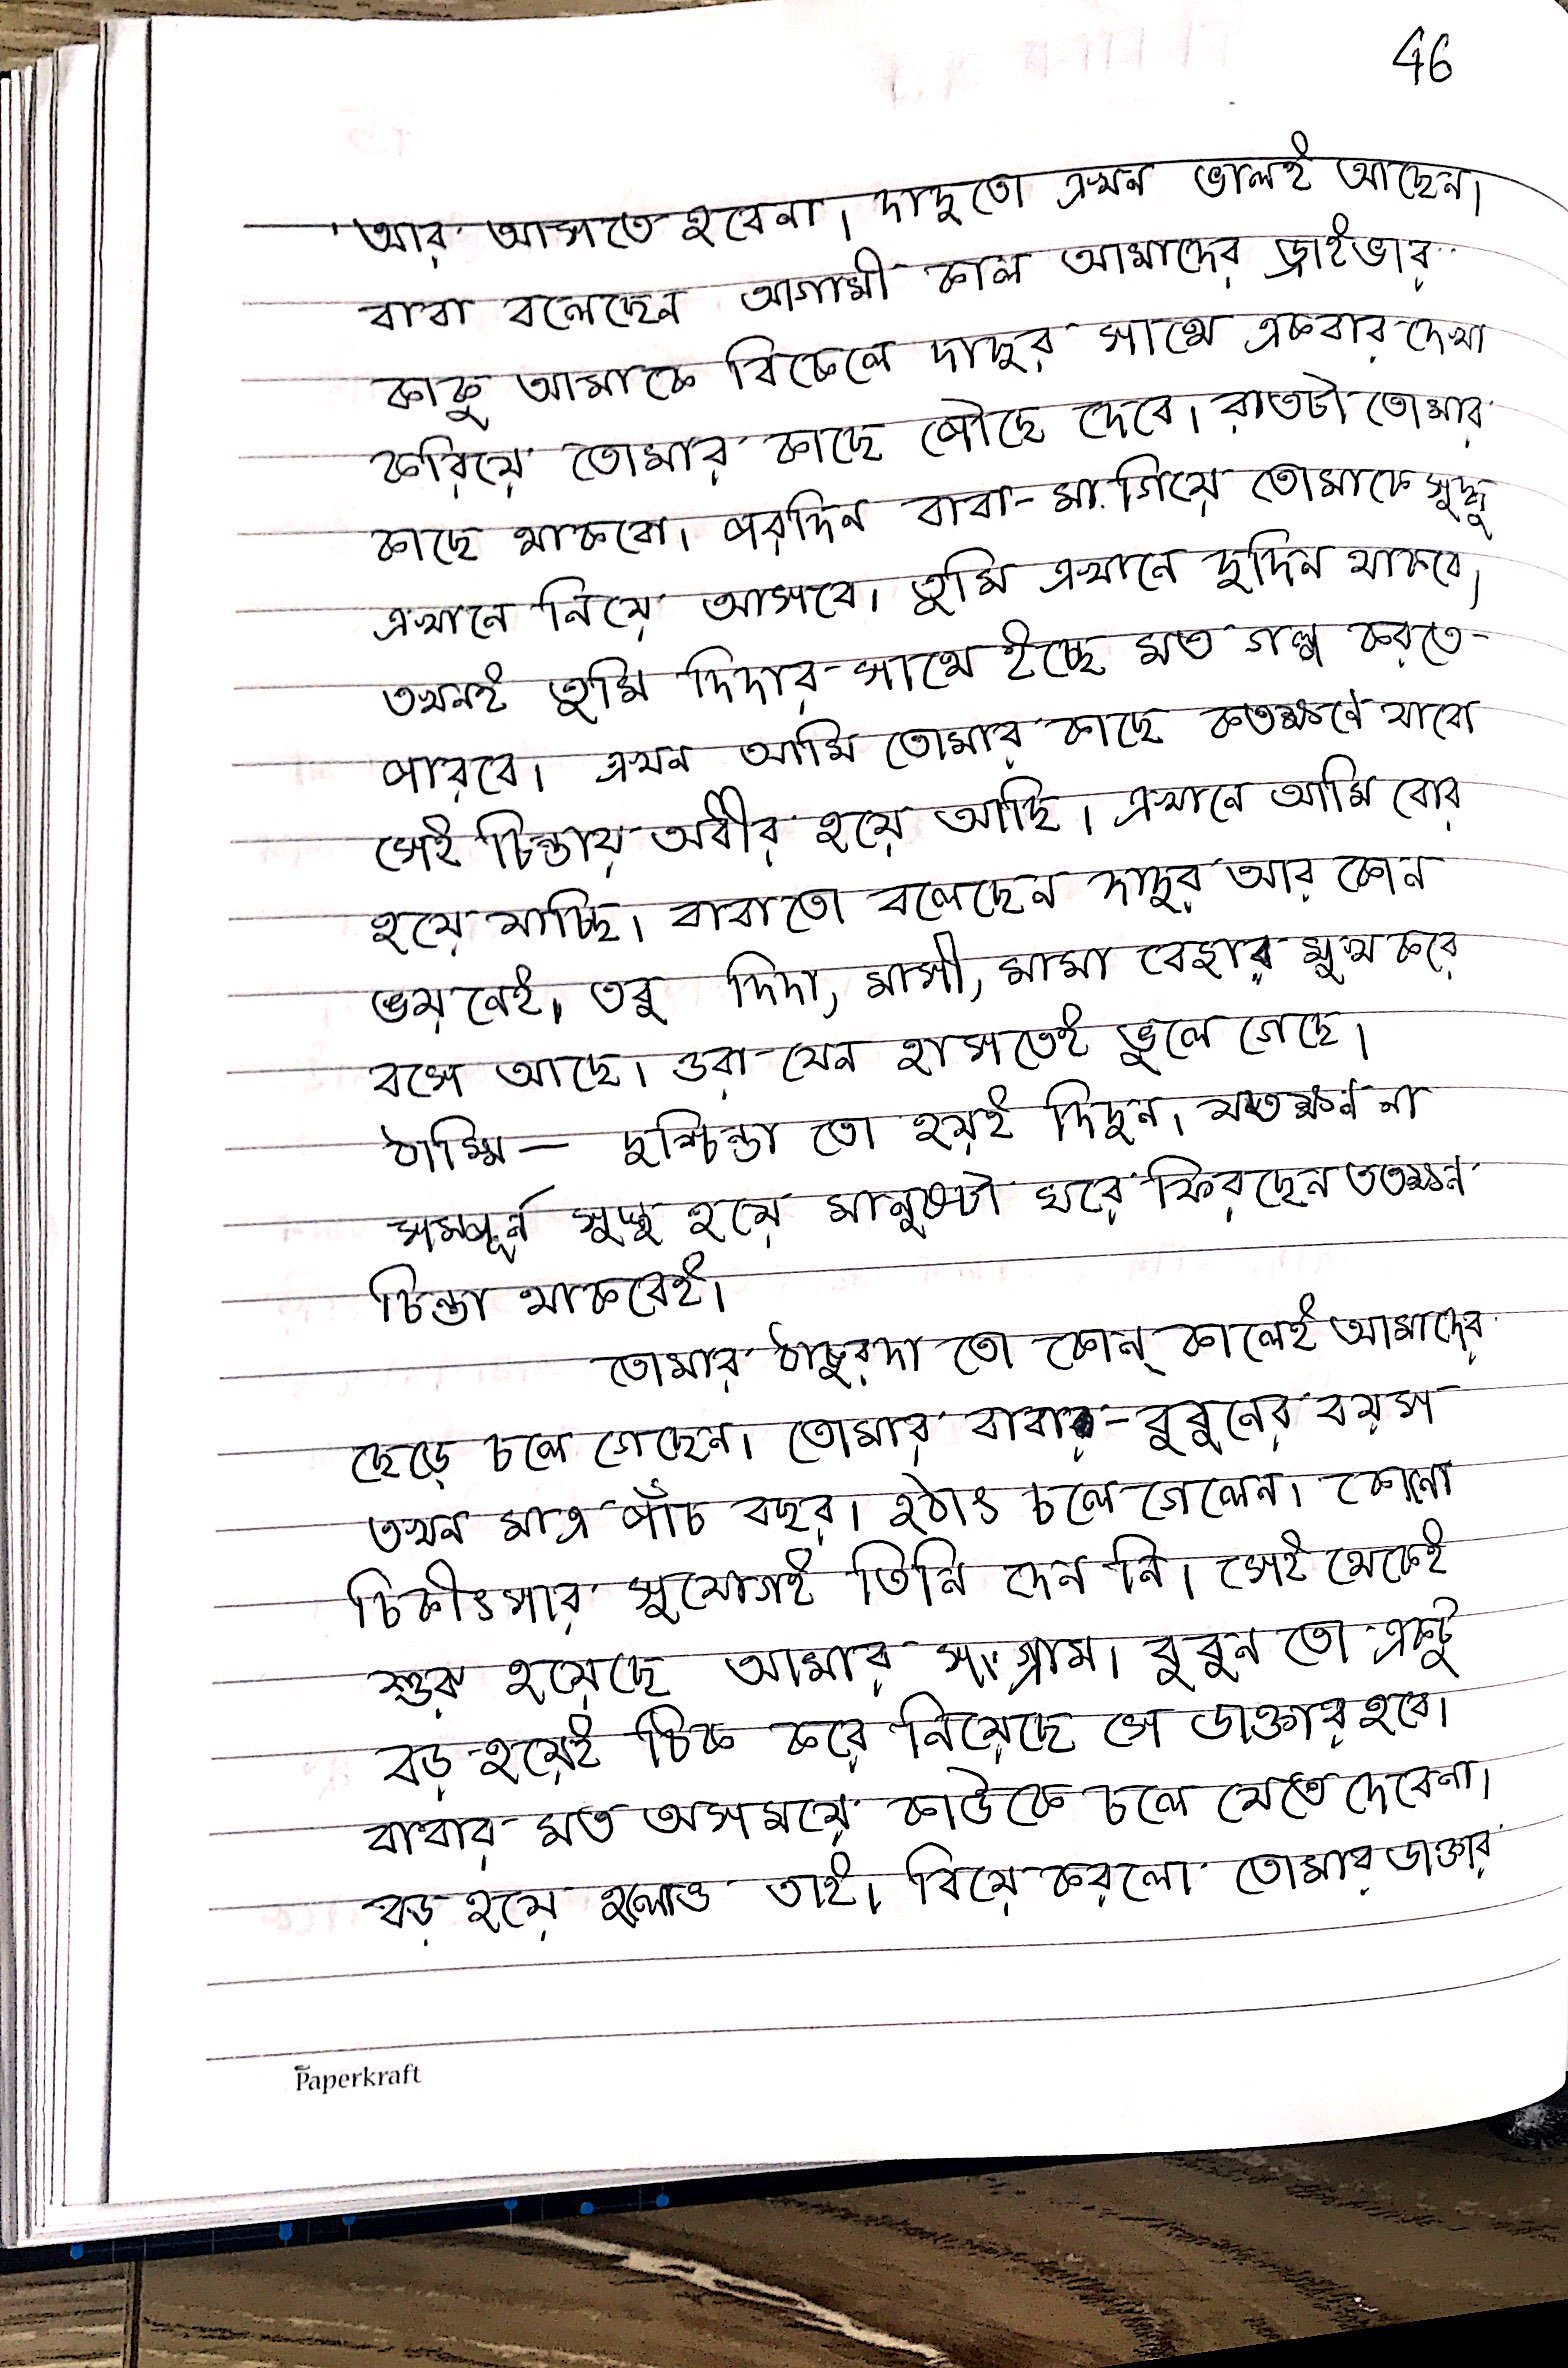 46
আর আসতে হবেনা। দাদুতো এখন ভালই আছেন।
বাবা বলেছেন আগামী কাল আমাদের ড্রাইভার
কাকু আমাকে বিকেলে দাদুর সাথে একবার দেখা
করিয়ে তোমার কাছে পৌছে দেবে। রাতটা তোমার
কাছে থাকবো। পরদিন বাবা-মা গিয়ে তোমাকে সুদ্ধু
এখানে নিয়ে আসবে। তুমি এখানে দুদিন থাকবে,
তখনই তুমি দিদার সাথে ইচ্ছে মত গল্প করতে
পারবে। এখন আমি তোমার কাছে কতক্ষণে যাবো
সেই চিন্তায় অধীর হয়ে আছি। এখানে আমি বোর
হয়ে যাচ্ছি। বাবাতো বলেছেন দাদুর আর কোন
ভয় নেই। তবু দিদা, মাসী, মামা বেজার মুখ করে
বসে আছে। ওরা যেন হাসতেই ভুলে গেছে।
ঠাম্মি— দুশ্চিন্তা তো হয়ই দিদুন। যতক্ষন না
সম্পূর্ন সুস্থ হয়ে মানুষটা ঘরে ফিরছেন ততক্ষন
চিন্তা থাকবেই।
তোমার ঠাকুরদা তো কোন্ কালেই আমাদের
ছেড়ে চলে গেছেন। তোমার বাবার-বুবুনের বয়স
তখন মাত্র পাঁচ বছর। হঠাৎ চলে গেলেন। কোনো
চিকীৎসার সুযোগই তিনি দেন নি। সেই থেকেই
শুরু হয়েছে আমার সংগ্রাম। বুবুন তো একটু
বড় হয়েই ঠিক করে নিয়েছে সে ডাক্তার হবে।
বাবার মত অসময়ে কাউকে চলে যেতে দেবেনা।
বড় হয়ে হলোও তাই। বিয়ে করলো তোমার ডাক্তার
Paperkraft